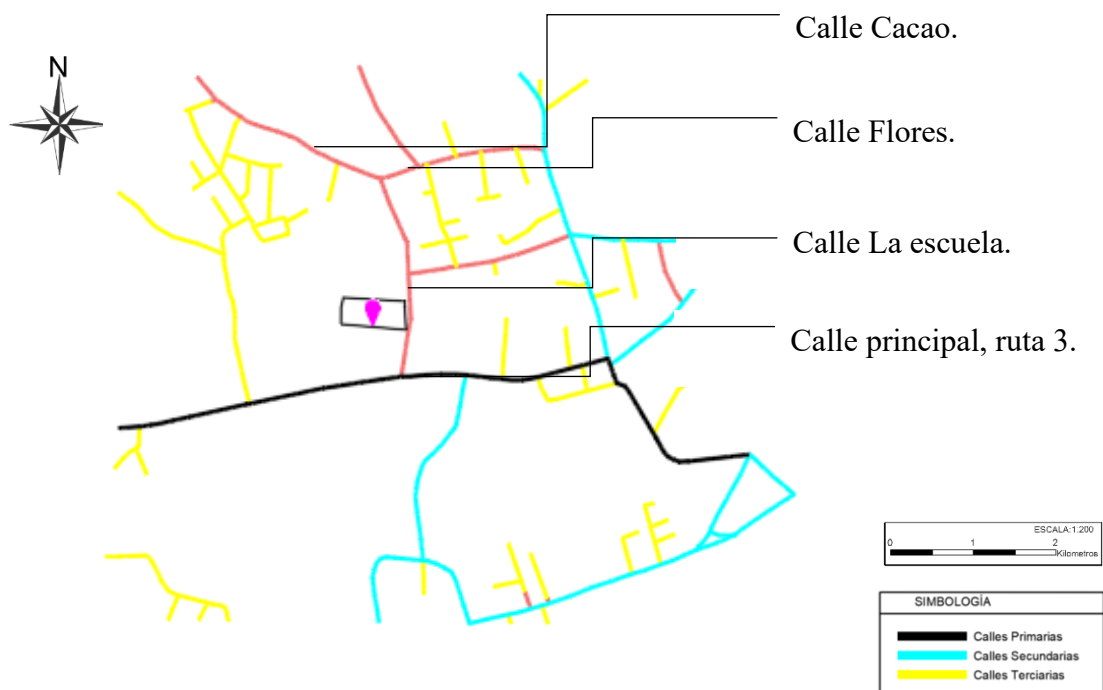 Calle Cacao.
N
Calle Flores.
Calle La escuela.
Calle principal, ruta 3.
ESCALA:1:200
0 1 2
Kilometros
SIMBOLOGÍA
Calles Primarias
Calles Secundarias
Calles Terciarias